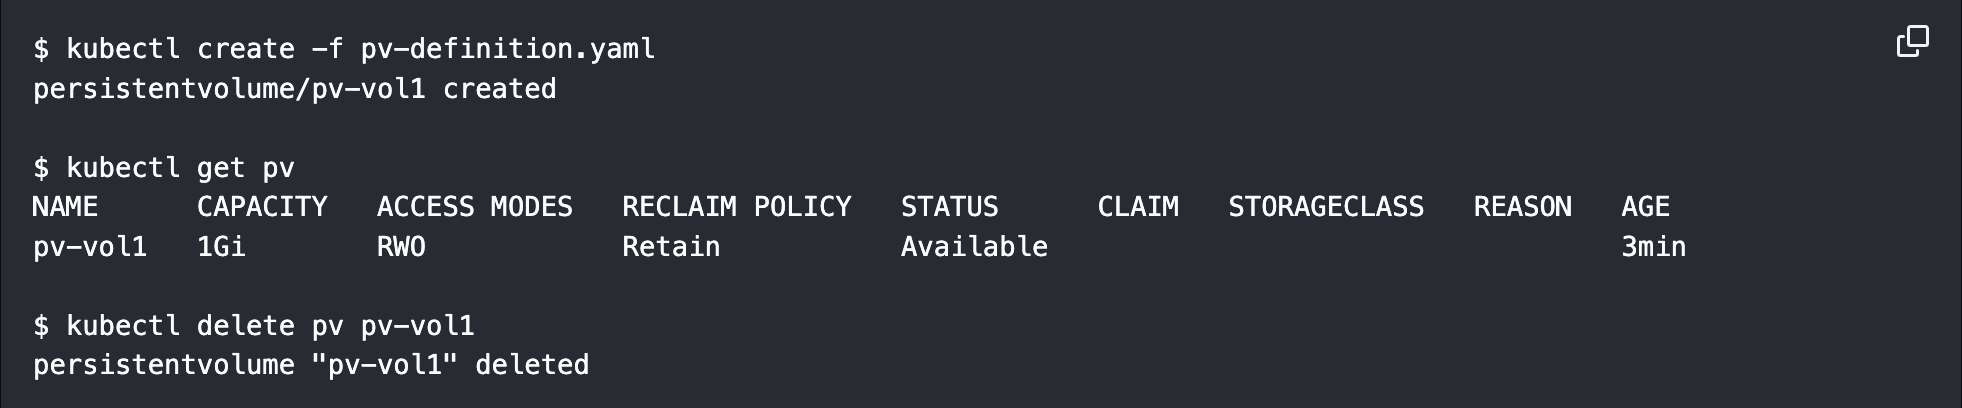 $ kubectl create -f pv-definition.yaml
persistentvolume/pv-vol1 created
$ kubectl get pv
NAME      CAPACITY   ACCESS MODES   RECLAIM POLICY   STATUS      CLAIM   STORAGECLASS   REASON   AGE
pv-vol1   1Gi        RWO            Retain           Available                                   3min
$ kubectl delete pv pv-vol1
persistentvolume "pv-vol1" deleted